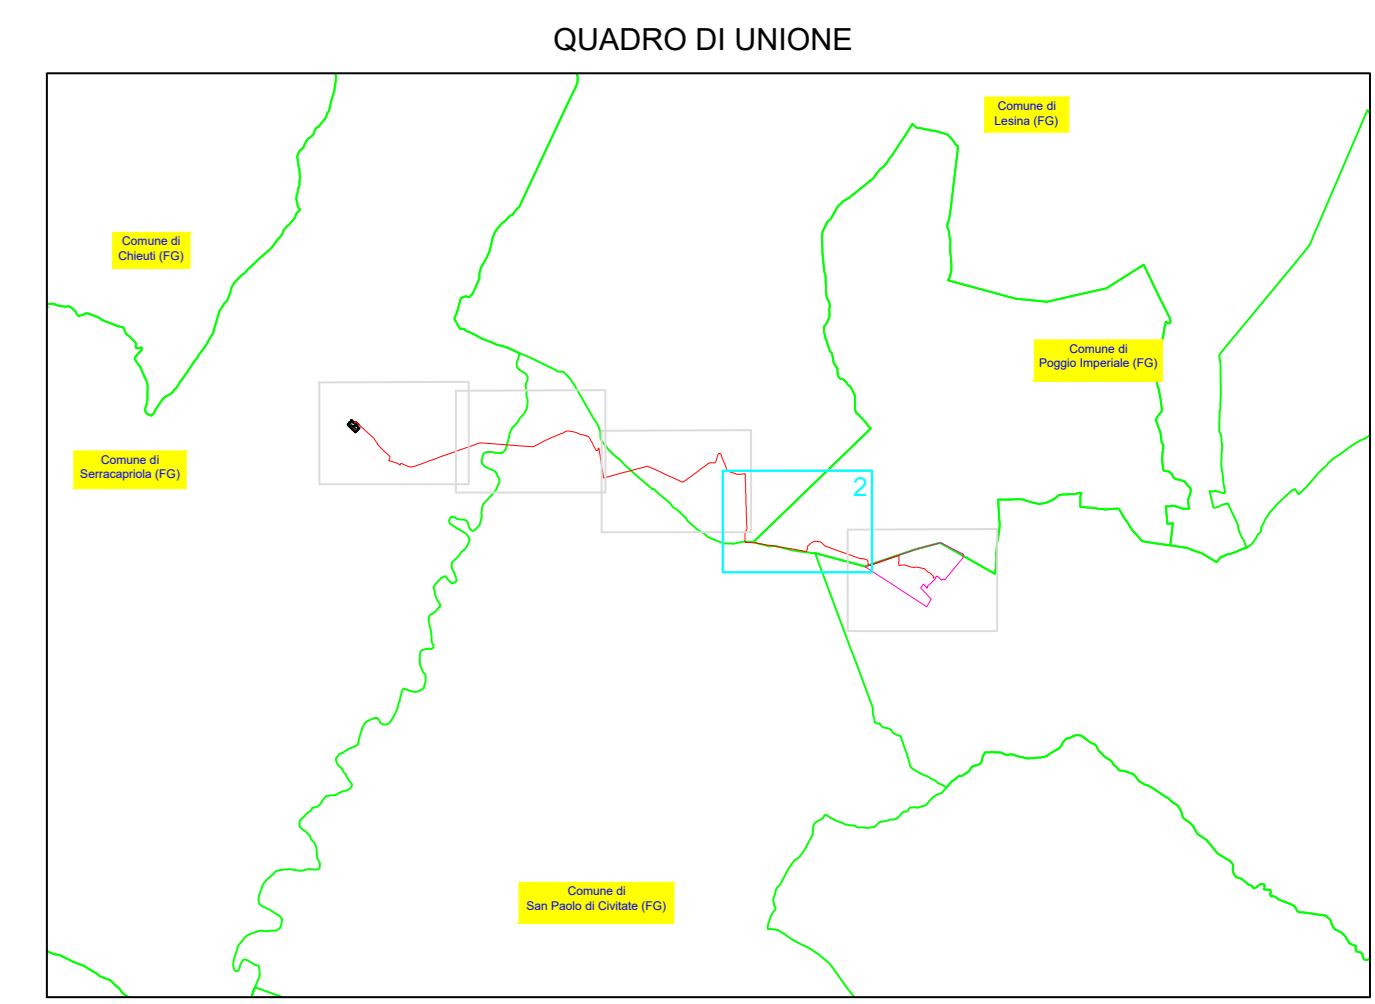 QUADRO DI UNIONE
Comune di
Lesina (FG)
Comune di
Chieuti (FG)
Comune di
Poggio Imperiale (FG)
Comune di
Serracapriola (FG)
2
Comune di
San Paolo di Civitate (FG)